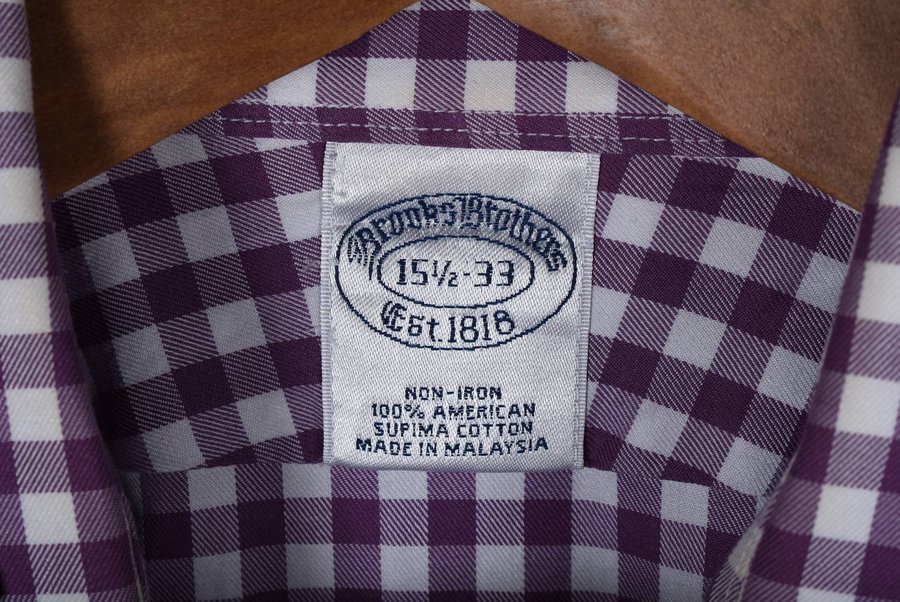 Brooks Brothers
15½-33
Est.1818
NON-IRON
100% AMERICAN
SUPIMA COTTON
MADE IN MALAYSIA